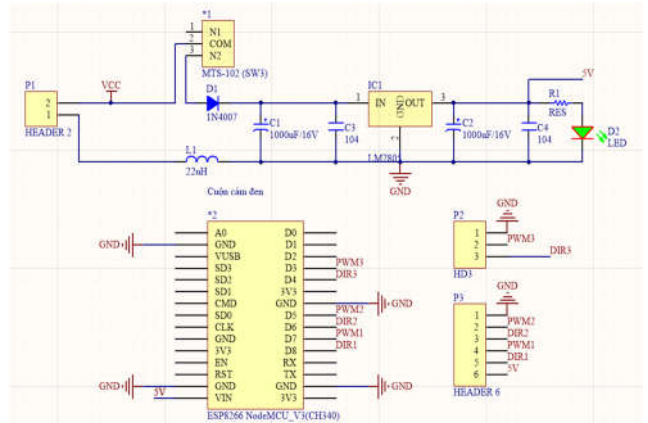 *1
1 N1
2 COM
3 N2
MTS-102 (SW3)
P1
2
1
HEADER 2
VCC
D1
1N4007
C1
1000uF/16V
C3
104
IC1
1 IN GND OUT 3
2
LM7805
GND
C2
1000uF/16V
C4
104
5V
R1
RES
D2
LED
L1
22uH
Cuộn cảm đen
*2
A0 D0
GND GND D1
VUSB D2
SD3 D3 PWM3
SD2 D4 DIR3
SD1 3V3
CMD GND GND
SD0 D5 PWM2
CLK D6 DIR2
GND D7 PWM1
3V3 D8 DIR1
EN RX
RST TX
GND GND GND GND
5V VIN 3V3
ESP8266 NodeMCU_V3(CH340)
GND
P2
1
2 PWM3
3 DIR3
HD3
GND
P3
1
2 PWM2
3 DIR2
4 PWM1
5 DIR1
6 5V
HEADER 6